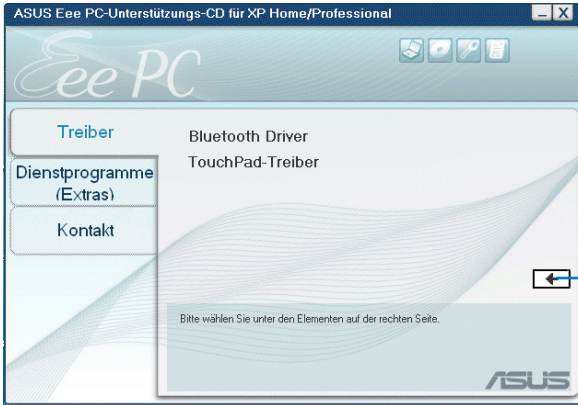 ASUS Eee PC-Unterstützungs-CD für XP Home/Professional
Eee PC
Treiber
Dienstprogramme
(Extras)
Kontakt
Bluetooth Driver
TouchPad-Treiber
Bitte wählen Sie unter den Elementen auf der rechten Seite.
ASUS